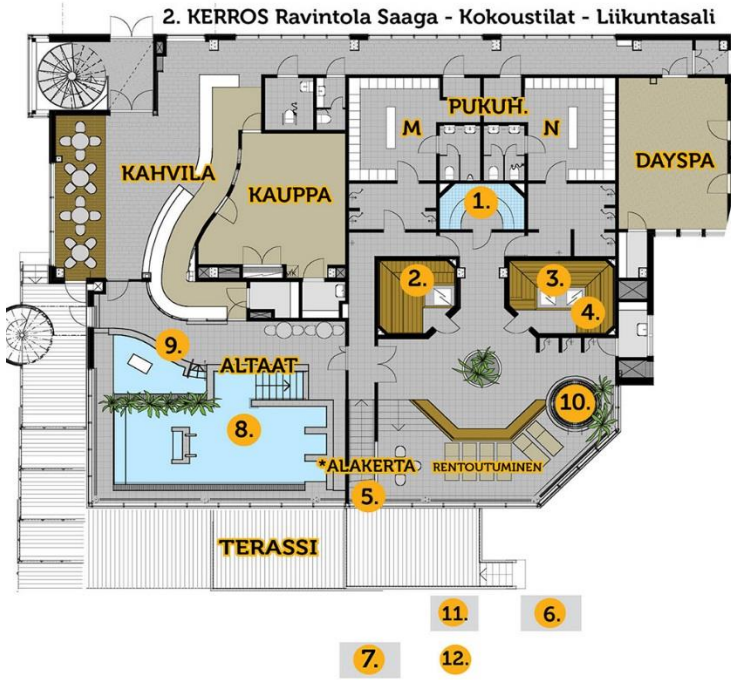 2. KERROS Ravintola Saaga - Kokoustilat - Liikuntasali
PUKUH.
M
N
KAHVILA
KAUPPA
DAYSPA
1.
2.
3.
4.
9.
ALTAAT
10.
8.
*ALAKERTA
RENTOUTUMINEN
5.
TERASSI
11.
6.
7.
12.